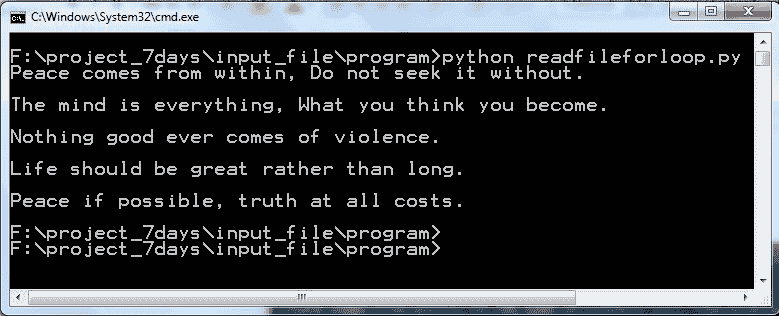 C:\Windows\System32\cmd.exe
F:\project_7days\input_file\program>python readfileforloop.py
Peace comes from within, Do not seek it without.
The mind is everything, What you think you become.
Nothing good ever comes of violence.
Life should be great rather than long.
Peace if possible, truth at all costs.
F:\project_7days\input_file\program>
F:\project_7days\input_file\program>